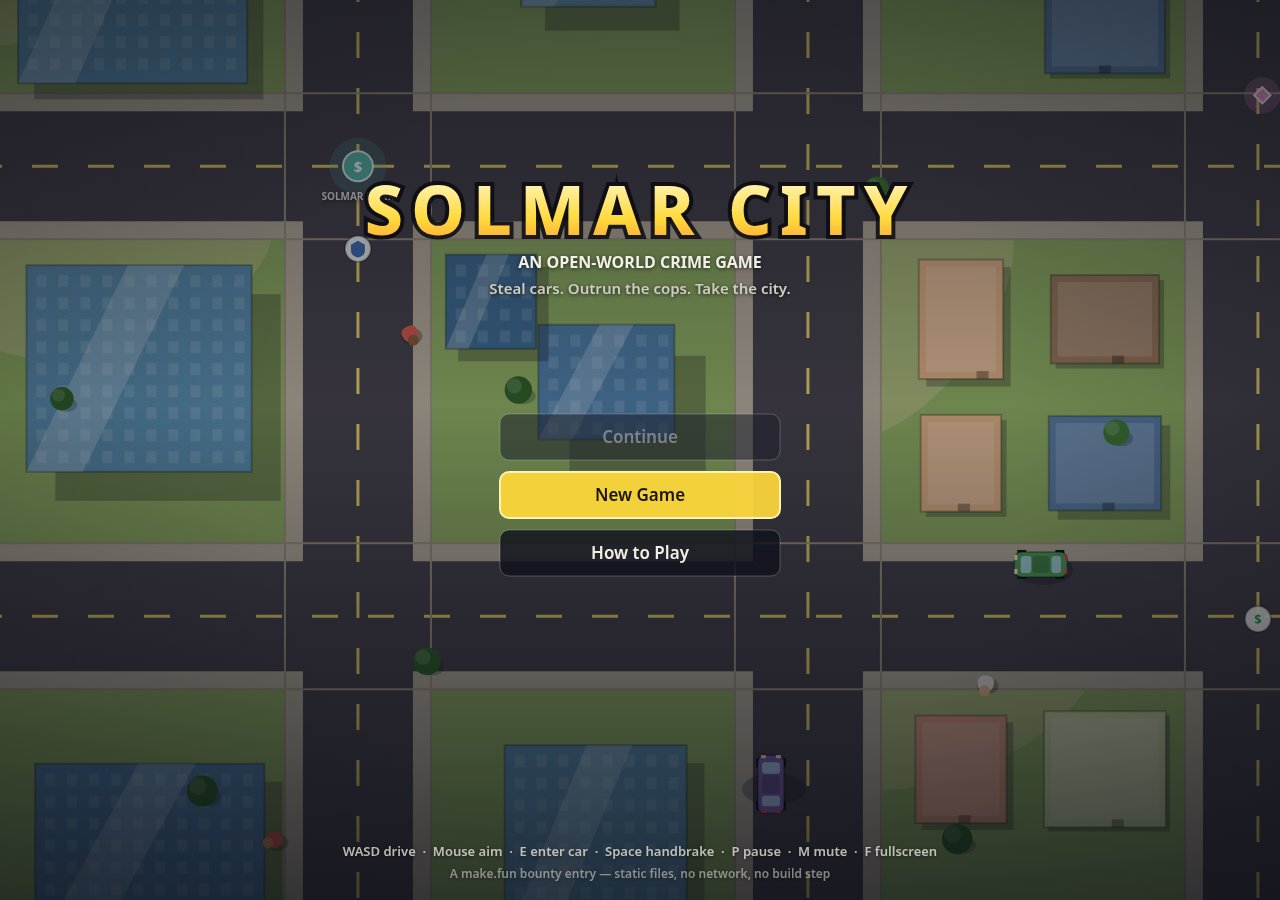 $
SOLMAR
SOLMAR CITY
AN OPEN-WORLD CRIME GAME
Steal cars. Outrun the cops. Take the city.
Continue
New Game
How to Play
$
WASD drive · Mouse aim · E enter car · Space handbrake · P pause · M mute · F fullscreen
A make.fun bounty entry — static files, no network, no build step